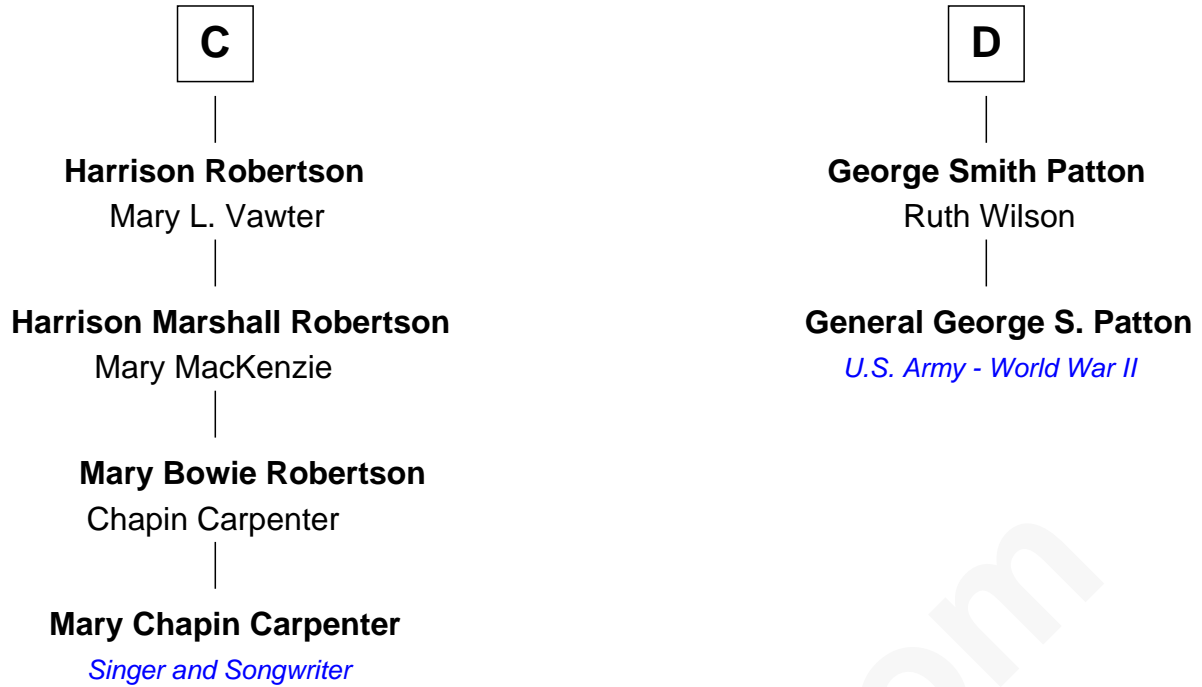 C
Harrison Robertson
Mary L. Vawter
Harrison Marshall Robertson
Mary MacKenzie
Mary Bowie Robertson
Chapin Carpenter
Mary Chapin Carpenter
Singer and Songwriter
D
George Smith Patton
Ruth Wilson
General George S. Patton
U.S. Army - World War II
om